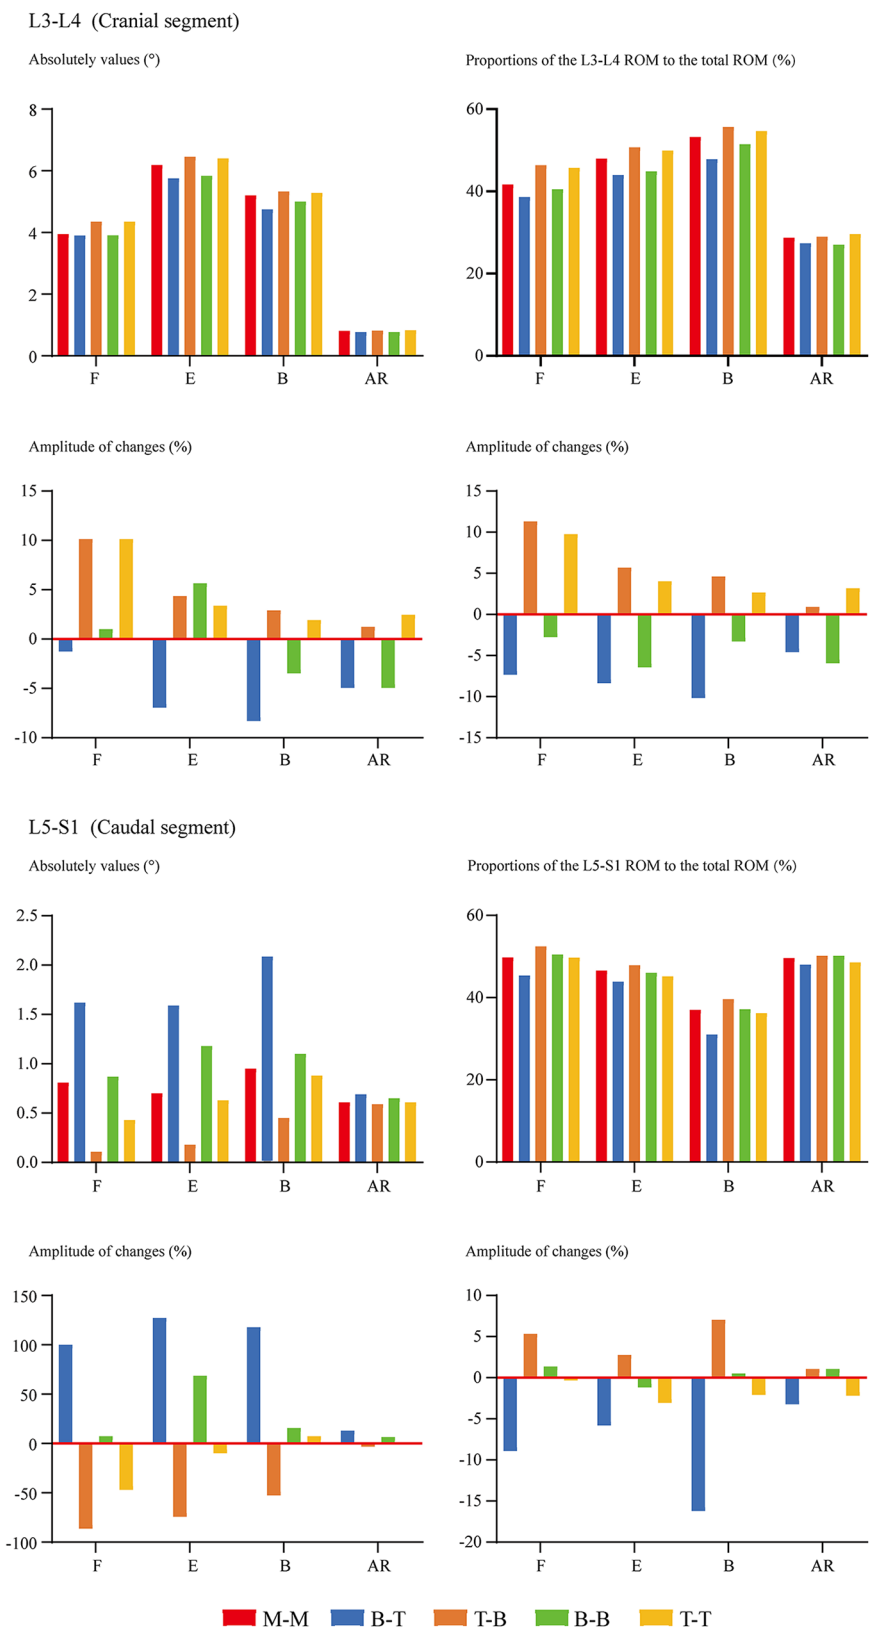 L3-L4 (Cranial segment)
Absolutely values (°)
Proportions of the L3-L4 ROM to the total ROM (%)
8
6
4
2
0
F E B AR
60
40
20
0
F E B AR
Amplitude of changes (%)
Amplitude of changes (%)
15
10
5
0
-5
-10
F E B AR
15
10
5
0
-5
-10
-15
F E B AR
L5-S1 (Caudal segment)
Absolutely values (°)
Proportions of the L5-S1 ROM to the total ROM (%)
2.5
2.0
1.5
1.0
0.5
0.0
F E B AR
60
40
20
0
F E B AR
Amplitude of changes (%)
Amplitude of changes (%)
150
100
50
0
-50
-100
F E B AR
10
5
0
-5
-10
-15
-20
F E B AR
M-M B-T T-B B-B T-T